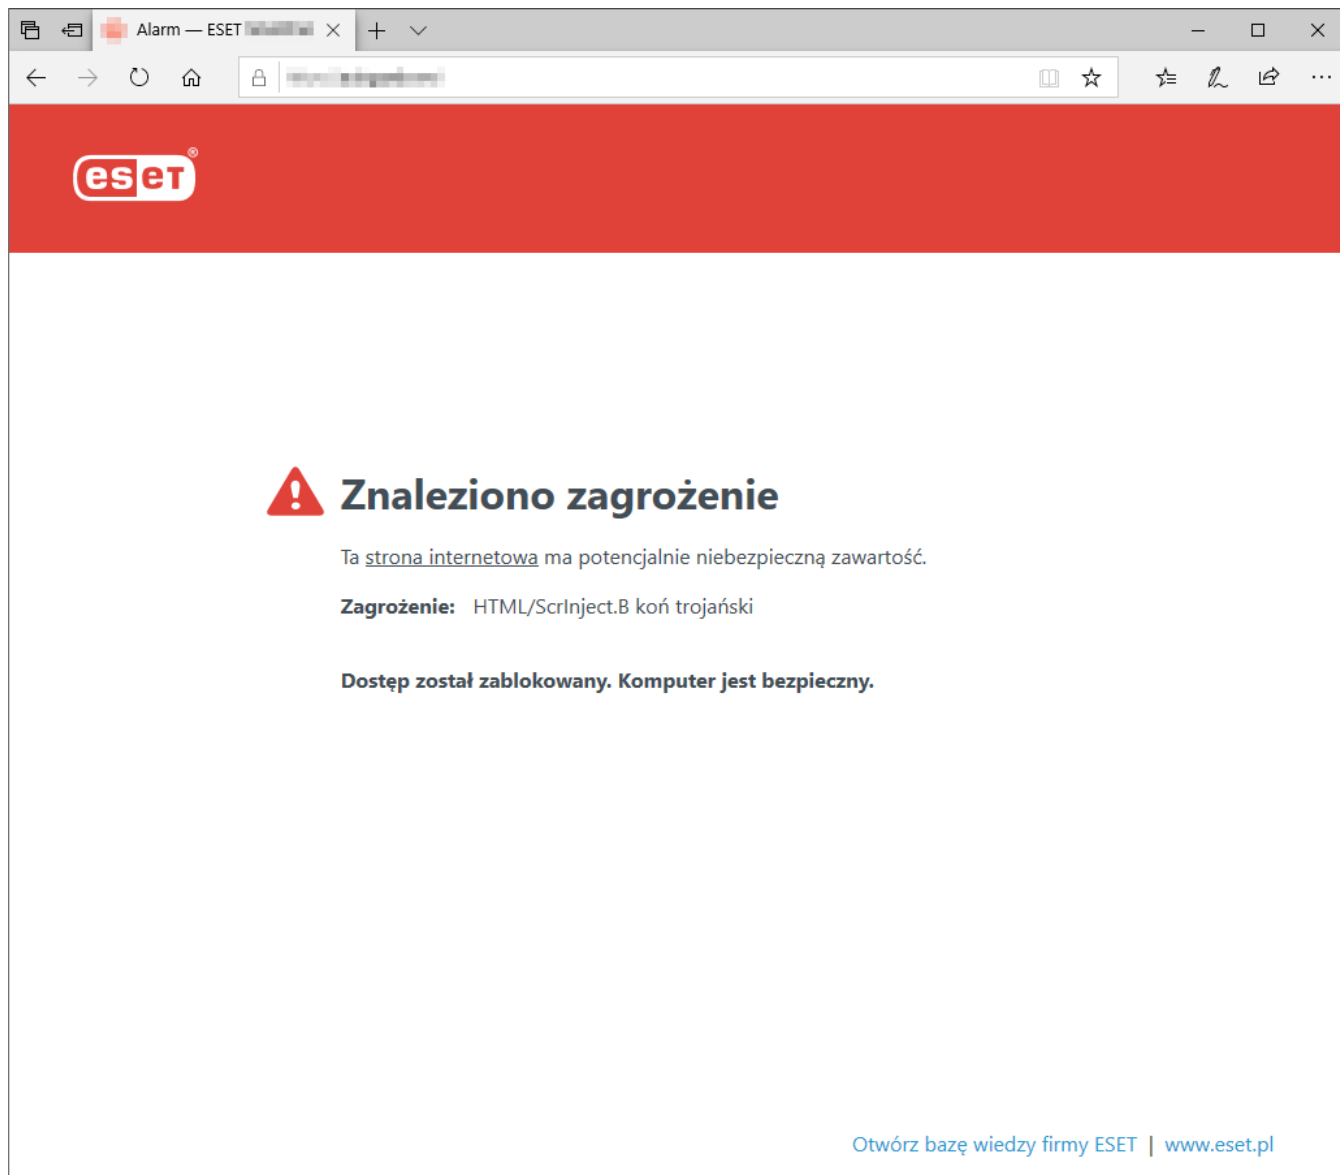 Alarm — ESET
eset®
Znaleziono zagrożenie
Ta strona internetowa ma potencjalnie niebezpieczną zawartość.
Zagrożenie: HTML/ScrInject.B koń trojański
Dostęp został zablokowany. Komputer jest bezpieczny.
Otwórz bazę wiedzy firmy ESET | www.eset.pl